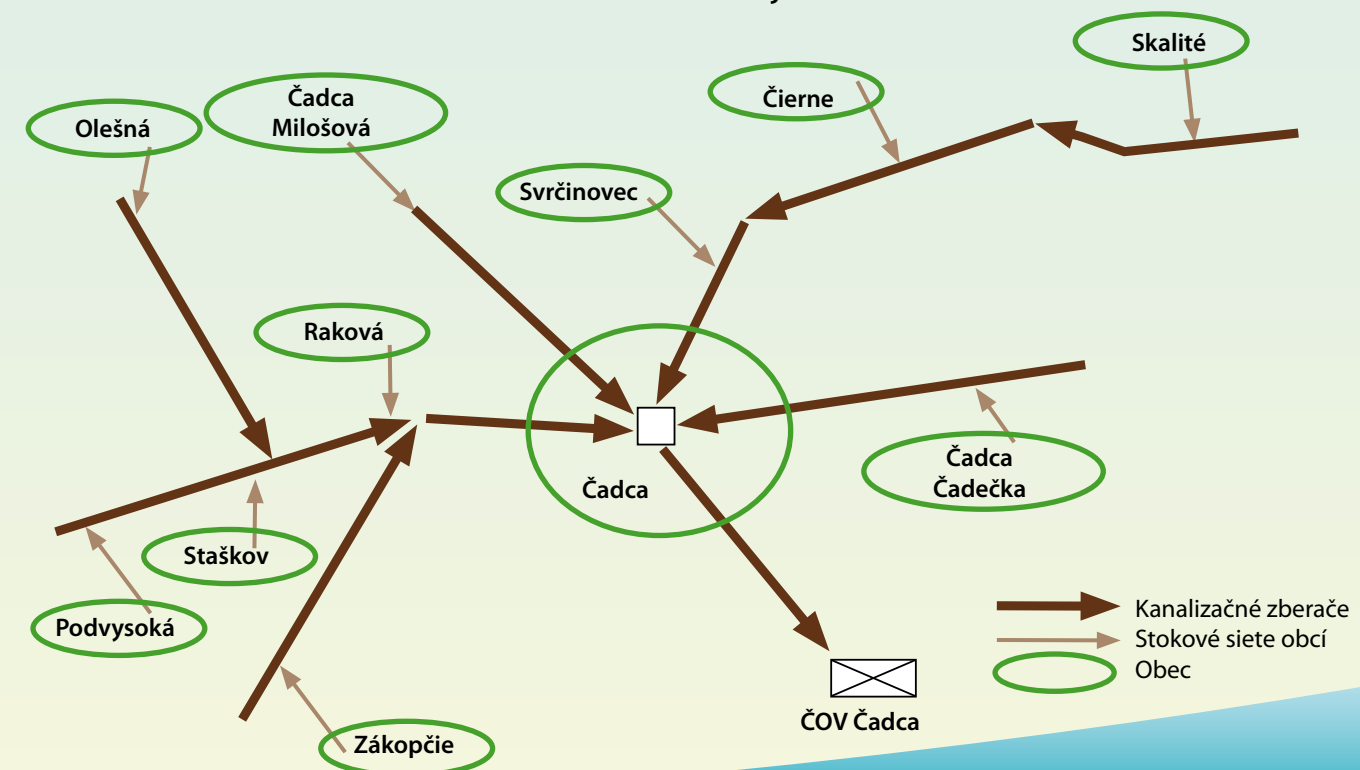 Skalité
Čierne
Čadca
Milošová
Olešná
Svrčinovec
Raková
Čadca
Čadca
Čadečka
Staškov
Podvysoká
Zákopčie
ČOV Čadca
Kanalizačné zberače
Stokové siete obcí
Obec